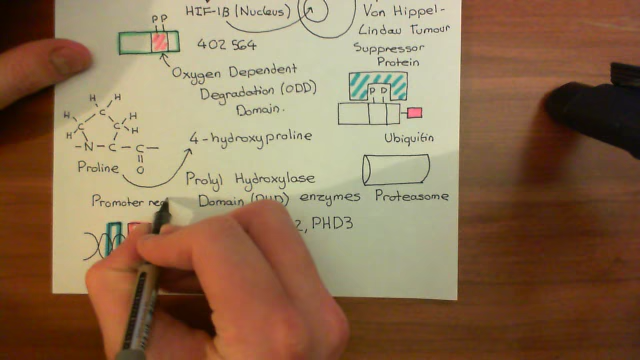 HIF-1B (Nucleus)
Von Hippel-
Lindau Tumour
Suppressor
Protein
P P
402 564
Oxygen Dependent
Degradation (ODD)
Domain.
P P
Ubiquitin
H H
H H
H H
N - C - C -
O
Proline
4-hydroxyproline
Prolyl Hydroxylase
Domain (PHD) enzymes
PHD3
Proteasome
Promoter